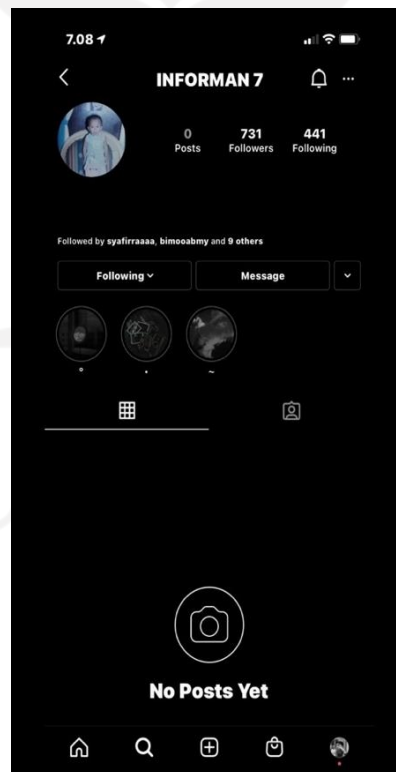 7.08
INFORMAN 7
0 731 441
Posts Followers Following
Followed by syafirraaaa, bimooabmy and 9 others
Following Message
No Posts Yet